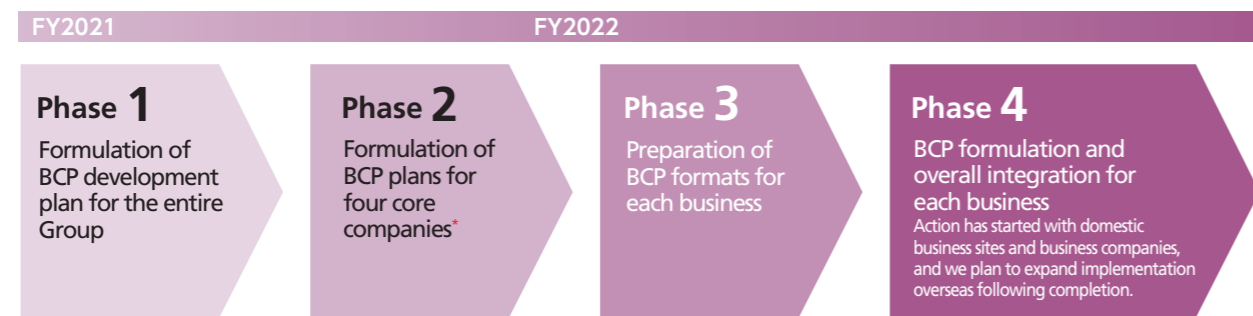 FY2021
FY2022
Phase 1
Formulation of
BCP development
plan for the entire
Group
Phase 2
Formulation of
BCP plans for
four core
companies*
Phase 3
Preparation of
BCP formats for
each business
Phase 4
BCP formulation and
overall integration for
each business
Action has started with domestic
business sites and business companies,
and we plan to expand implementation
overseas following completion.